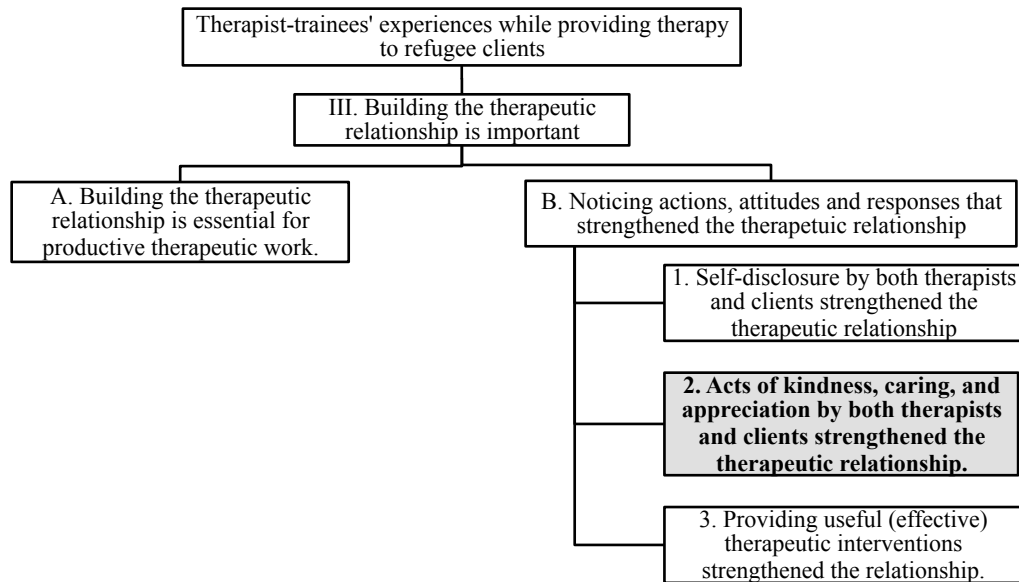 Therapist-trainees' experiences while providing therapy
to refugee clients
III. Building the therapeutic
relationship is important
A. Building the therapeutic
relationship is essential for
productive therapeutic work.
B. Noticing actions, attitudes and responses that
strengthened the therapetuic relationship
1. Self-disclosure by both therapists
and clients strengthened the
therapeutic relationship
2. Acts of kindness, caring, and
appreciation by both therapists
and clients strengthened the
therapeutic relationship.
3. Providing useful (effective)
therapeutic interventions
strengthened the relationship.